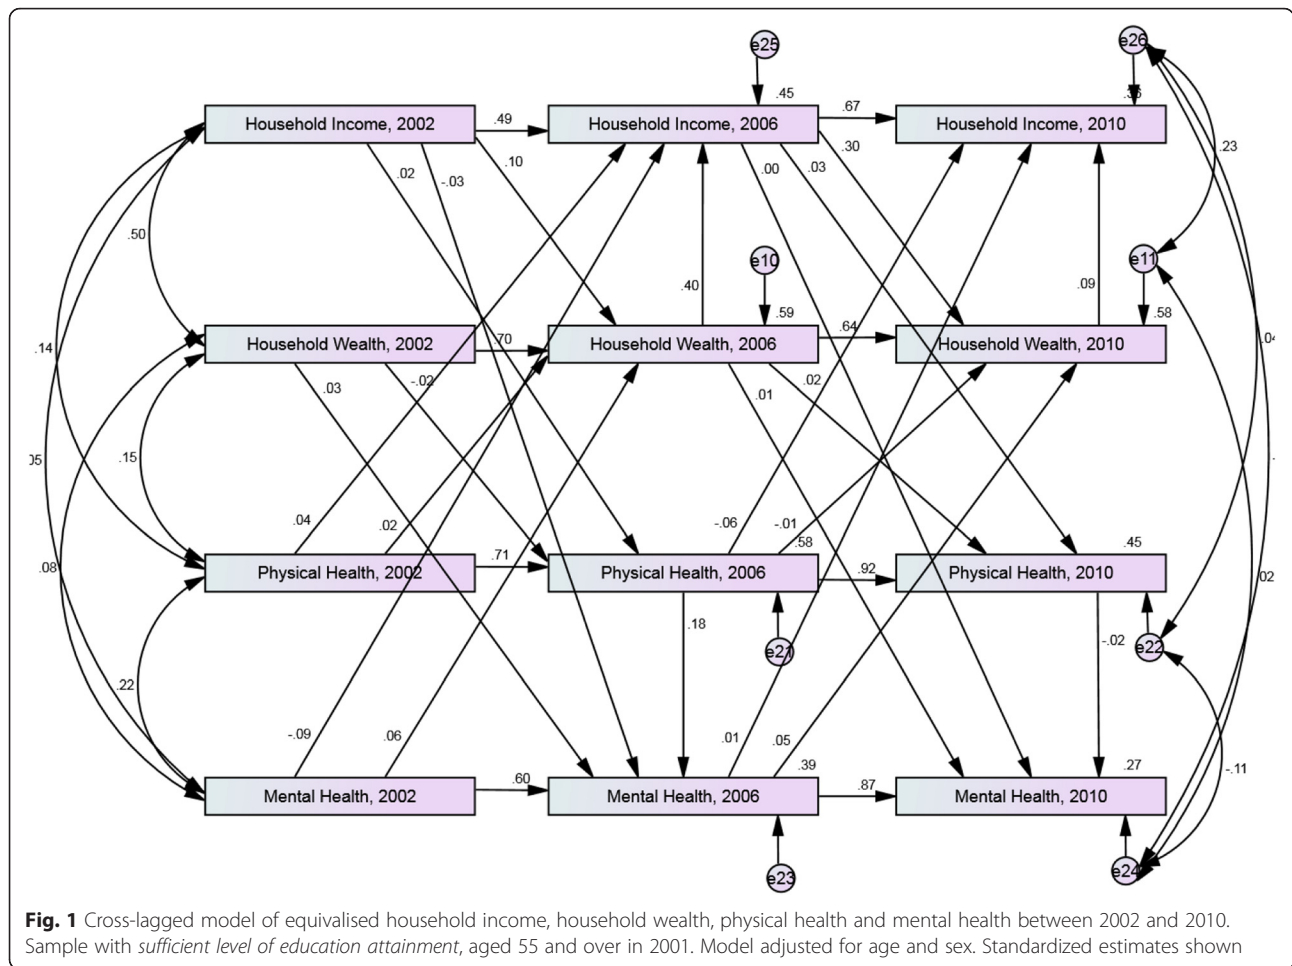 e25
e26
.45
Household Income, 2002
.49
Household Income, 2006
.67
Household Income, 2010
.10
.30
.02
-.03
.00
.03
.23
.50
e10
e11
.40
.09
.59
.58
Household Wealth, 2002
.70
Household Wealth, 2006
.64
Household Wealth, 2010
.14
.03
-.02
.01
.02
.15
.04
.02
-.06
-.01
.58
.45
.08
Physical Health, 2002
.71
Physical Health, 2006
.92
Physical Health, 2010
.18
-.02
e21
e22
.22
-.09
.06
.01
.05
.39
.27
-.11
Mental Health, 2002
.60
Mental Health, 2006
.87
Mental Health, 2010
e23
e24
Fig. 1 Cross-lagged model of equivalised household income, household wealth, physical health and mental health between 2002 and 2010.
Sample with sufficient level of education attainment, aged 55 and over in 2001. Model adjusted for age and sex. Standardized estimates shown